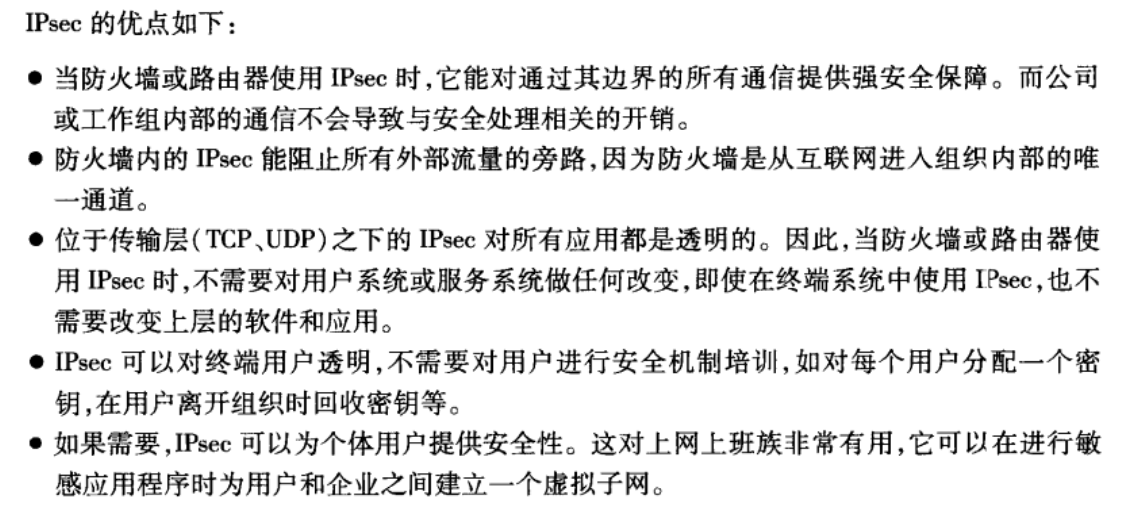 IPsec 的优点如下：
● 当防火墙或路由器使用 IPsec 时,它能对通过其边界的所有通信提供强安全保障。而公司
或工作组内部的通信不会导致与安全处理相关的开销。
● 防火墙内的 IPsec 能阻止所有外部流量的旁路,因为防火墙是从互联网进入组织内部的唯
一通道。
● 位于传输层(TCP、UDP)之下的 IPsec 对所有应用都是透明的。因此,当防火墙或路由器使
用 IPsec 时,不需要对用户系统或服务系统做任何改变,即使在终端系统中使用 IPsec,也不
需要改变上层的软件和应用。
● IPsec 可以对终端用户透明,不需要对用户进行安全机制培训,如对每个用户分配一个密
钥,在用户离开组织时回收密钥等。
● 如果需要,IPsec 可以为个体用户提供安全性。这对上网上班族非常有用,它可以在进行敏
感应用程序时为用户和企业之间建立一个虚拟子网。